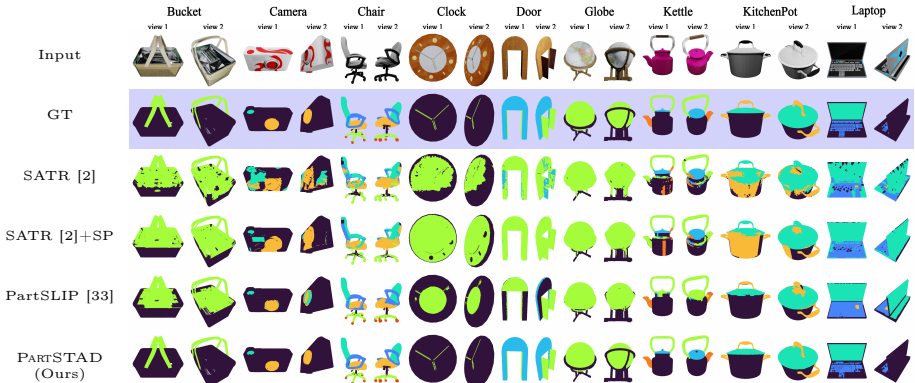 Bucket Camera Chair Clock Door Globe Kettle KitchenPot Laptop
view 1 view 2 view 1 view 2 view 1 view 2 view 1 view 2 view 1 view 2 view 1 view 2 view 1 view 2 view 1 view 2 view 1 view 2
Input
GT
SATR [2]
SATR [2]+SP
PartSLIP [33]
PARTSTAD
(Ours)